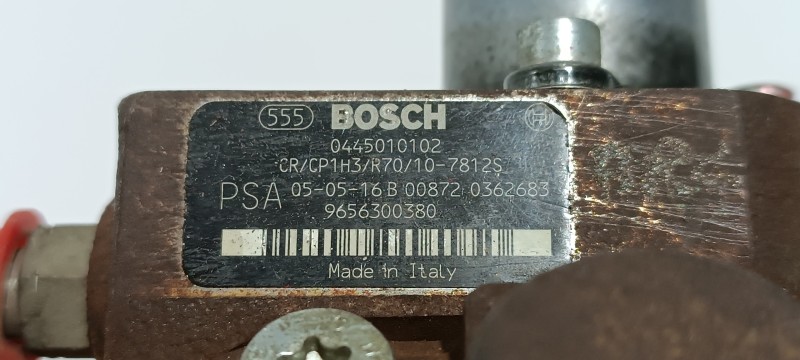 555 BOSCH
0445010102
CR/CP1H3/R70/10-7812S
PSA 05-05-16 B 00872 0362683
9656300380
Made in Italy